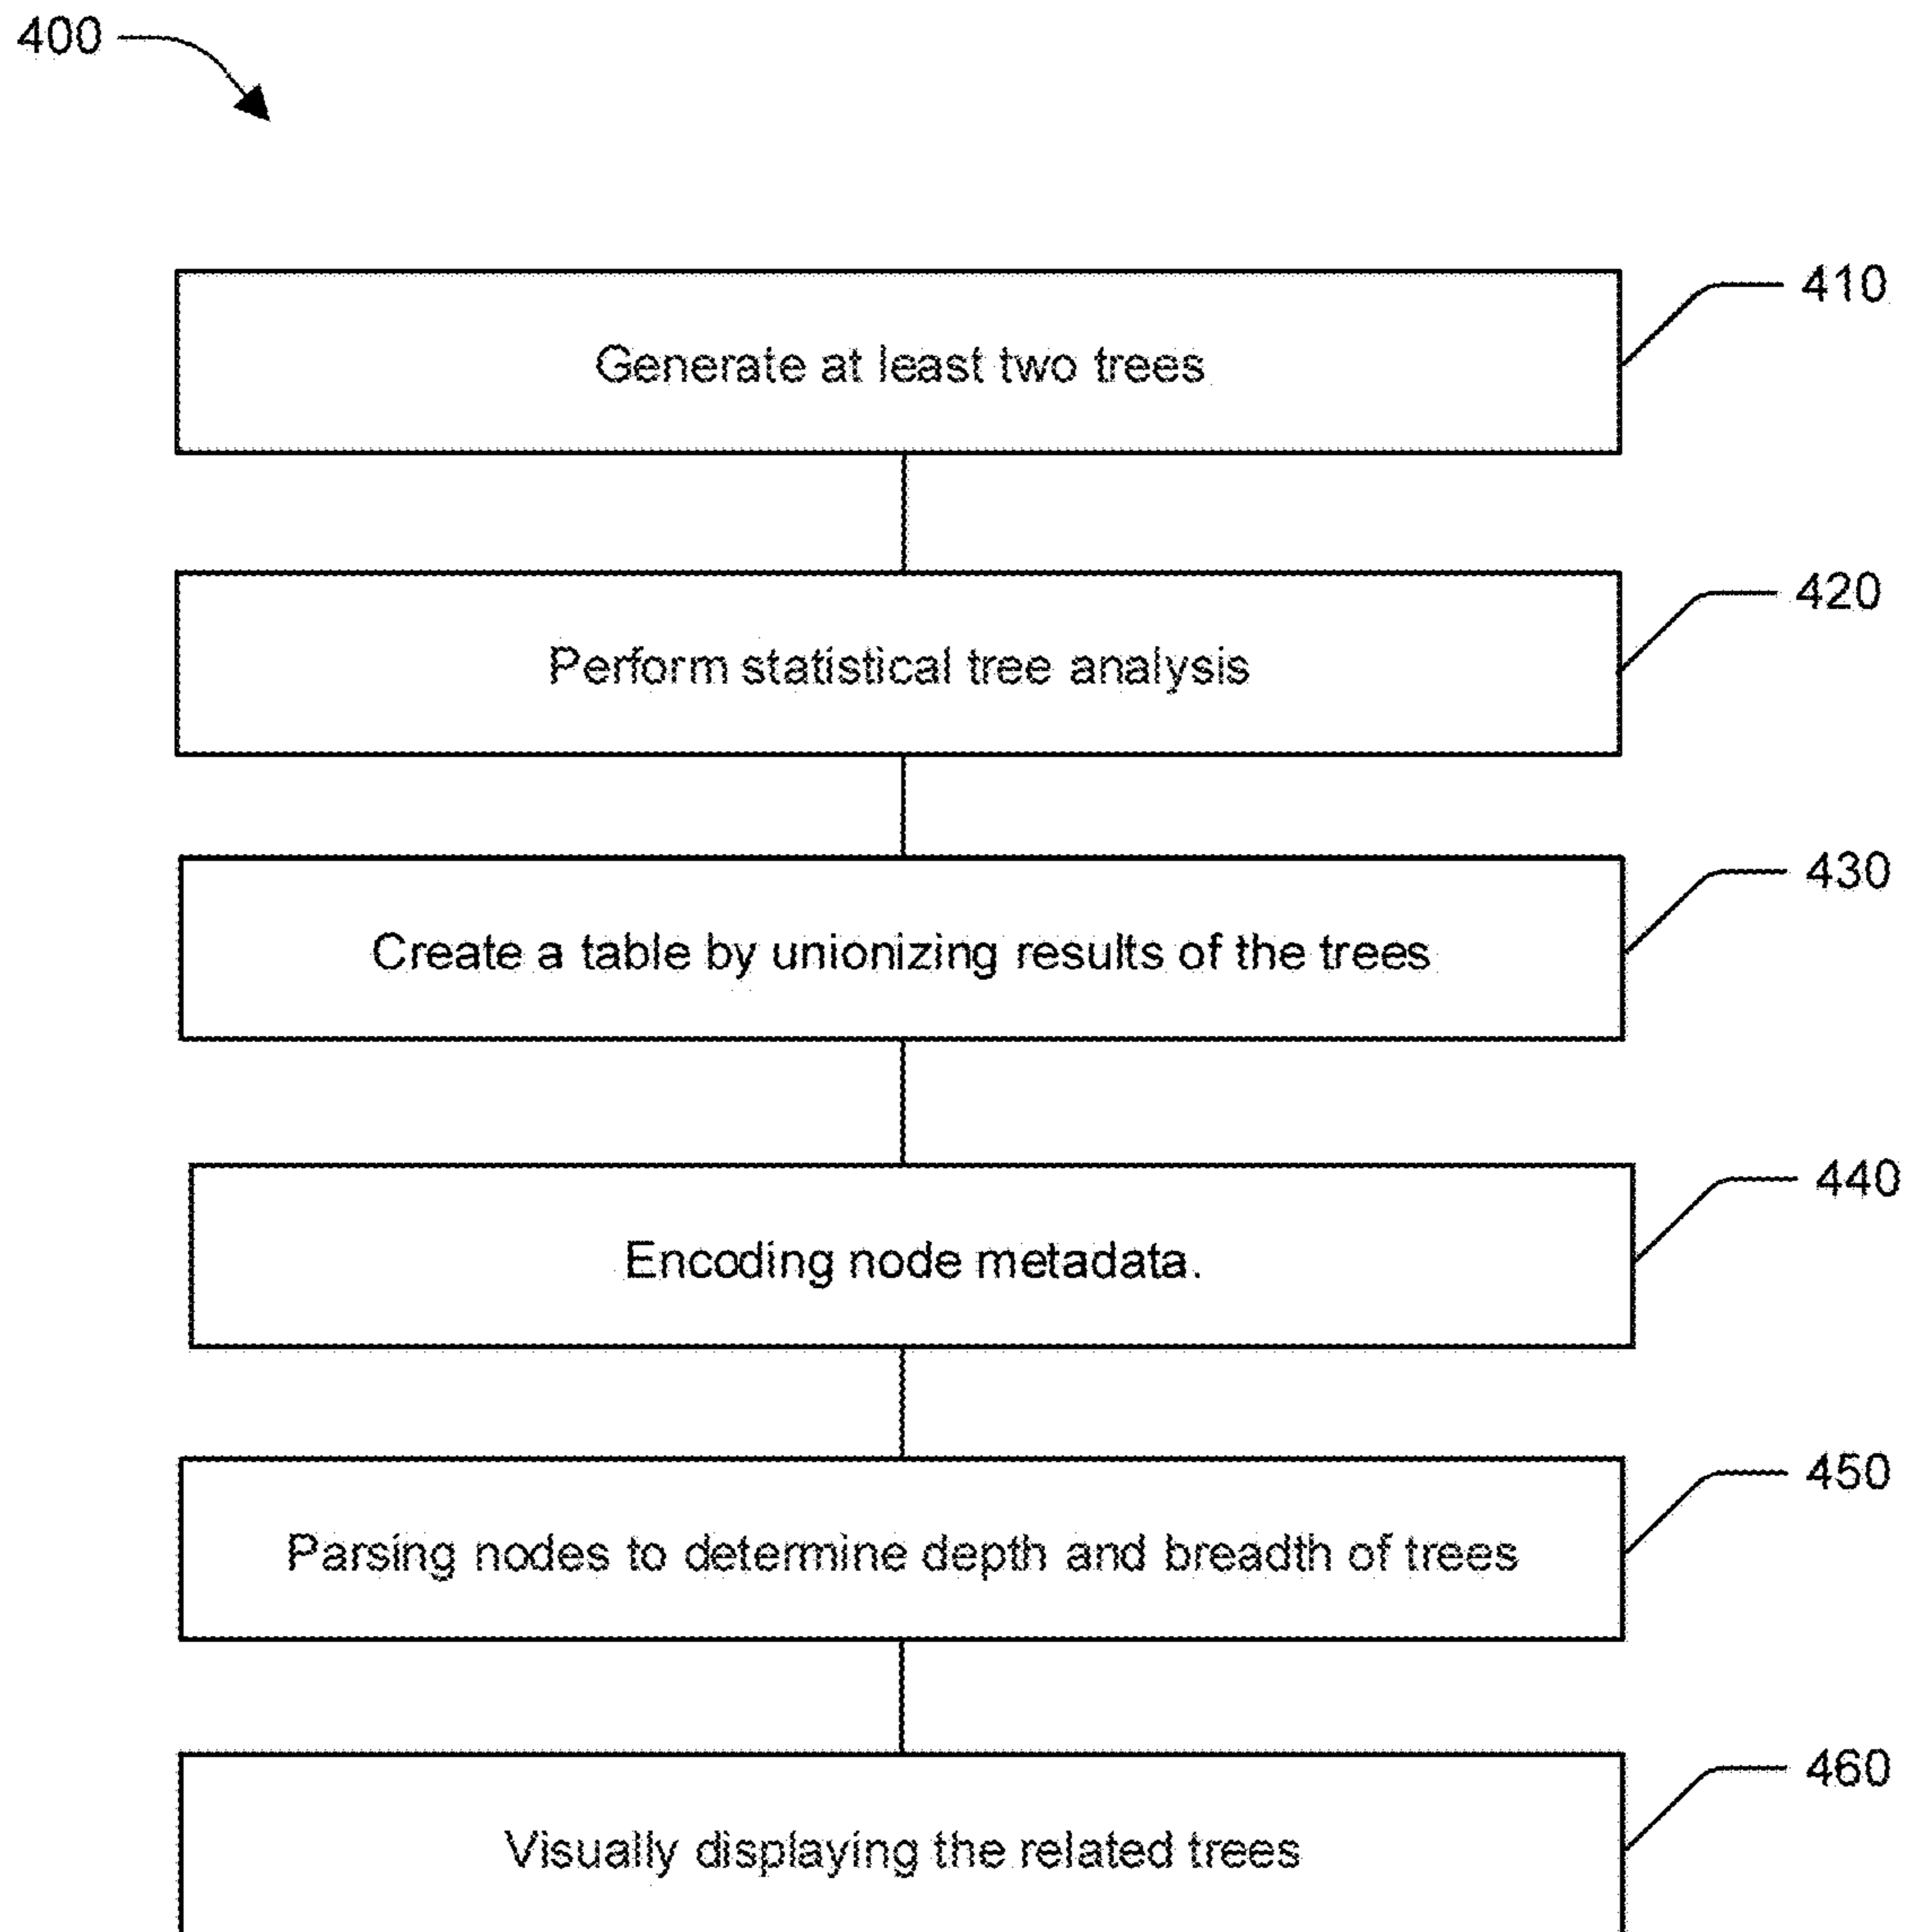 400
410
Generate at least two trees
420
Perform statistical tree analysis
430
Create a table by unionizing results of the trees
440
Encoding node metadata.
450
Parsing nodes to determine depth and breadth of trees
460
Visually displaying the related trees